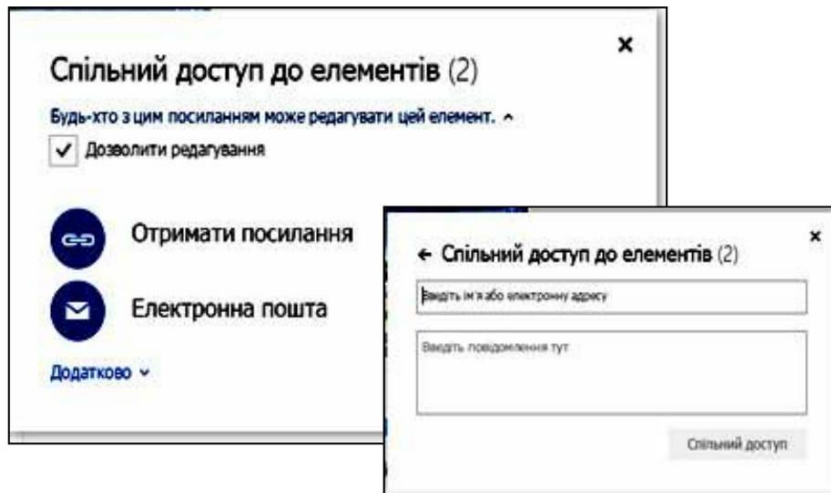 Спільний доступ до елементів (2)
Будь-хто з цим посиланням може редагувати цей елемент.
Дозволити редагування
Отримати посилання
Електронна пошта
Додатково
Спільний доступ до елементів (2)
Введіть ім'я або електронну адресу
Введіть повідомлення тут
Спільний доступ